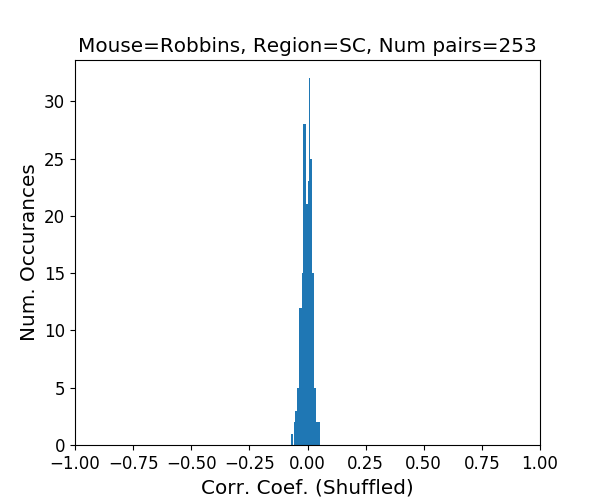 Mouse=Robbins, Region=SC, Num pairs=253
Num. Occurances
30
25
20
15
10
5
0
−1.00 −0.75 −0.50 −0.25 0.00 0.25 0.50 0.75 1.00
Corr. Coef. (Shuffled)